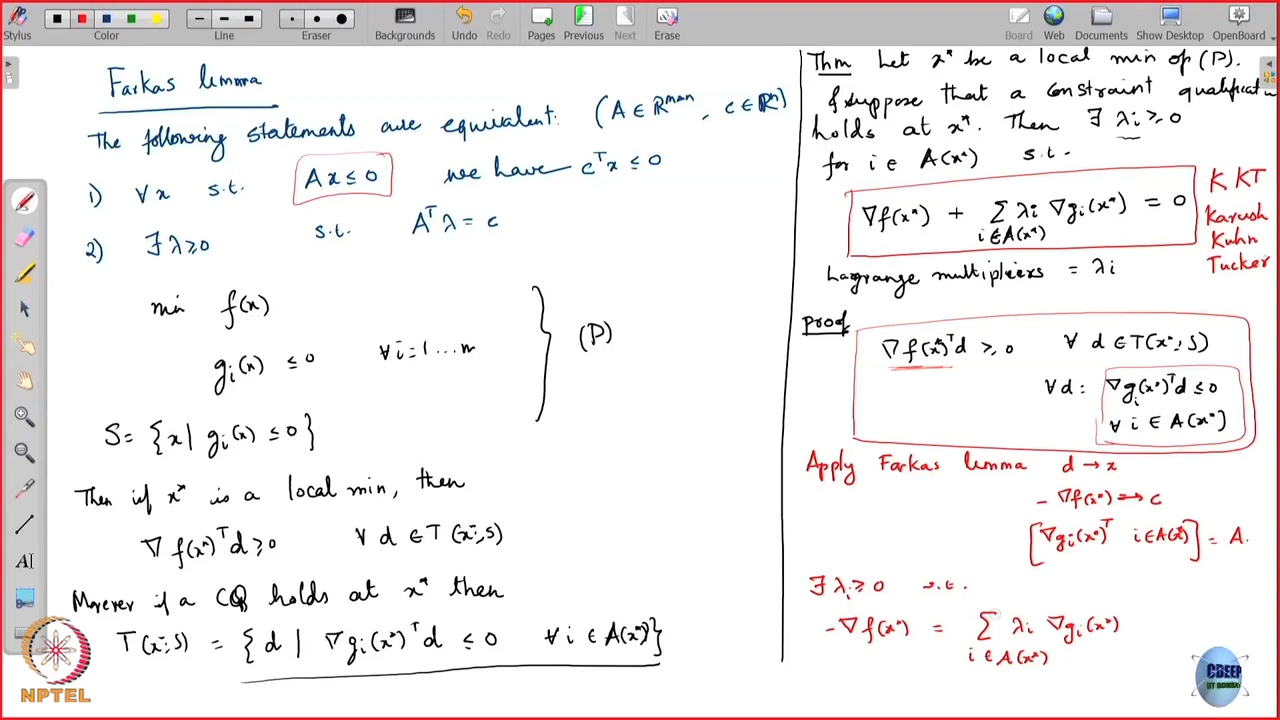 Stylus
Color
Line
Eraser
Backgrounds
Undo
Redo
Pages
Previous
Next
Erase
Board
Web
Documents
Show Desktop
OpenBoard
Farkas lemma
The following statements are equivalent: (A ∈ ℝ^{m×n}, c ∈ ℝ^n)
1) ∀x s.t. Ax ≤ 0 we have c^T x ≤ 0
2) ∃ λ ≥ 0 s.t. A^T λ = c
min f(x)
g_i(x) ≤ 0 ∀ i = 1 ... m } (P)
S = {x | g_i(x) ≤ 0}
Then if x* is a local min, then
∇f(x*)^T d ≥ 0 ∀ d ∈ T(x*; S)
Morever if a CQ holds at x* then
T(x*; S) = {d | ∇g_i(x*)^T d ≤ 0 ∀ i ∈ A(x*)}
Thm Let x* be a local min of (P).
& suppose that a constraint
holds at x*. Then ∃ λ_i ≥ 0
for i ∈ A(x*) s.t.
∇f(x*) + Σ_{i ∈ A(x*)} λ_i ∇g_i(x*) = 0
KKT
Karush
Kuhn
Tucker
Lagrange multipliers = λ_i
Proof
∇f(x*)^T d ≥ 0 ∀ d ∈ T(x*; S)
∀ d: ∇g_i(x*)^T d ≤ 0
∀ i ∈ A(x*)
Apply Farkas lemma d → x
-∇f(x*) → c
[∇g_i(x*)^T i ∈ A(x*)] = A.
∃ λ_i ≥ 0 s.t.
-∇f(x*) = Σ_{i ∈ A(x*)} λ_i ∇g_i(x*)
NPTEL
CDEEP
IIT BOMBAY